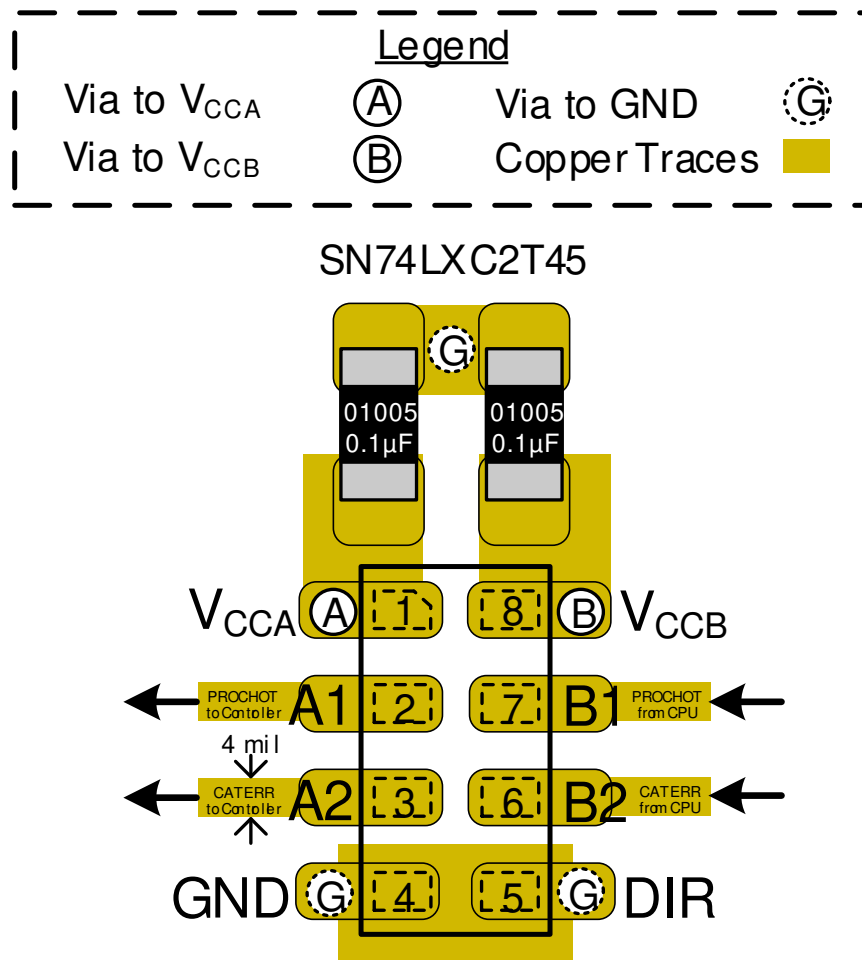 Legend
Via to VCCA A Via to GND G
Via to VCCB B Copper Traces
SN74LXC2T45
G
01005 01005
0.1µF 0.1µF
VCCA A 1 8 B VCCB
PROCHOT to Controller A1 2 7 B1 PROCHOT from CPU
4 mil
CATERR to Controller A2 3 6 B2 CATERR from CPU
GND G 4 5 G DIR